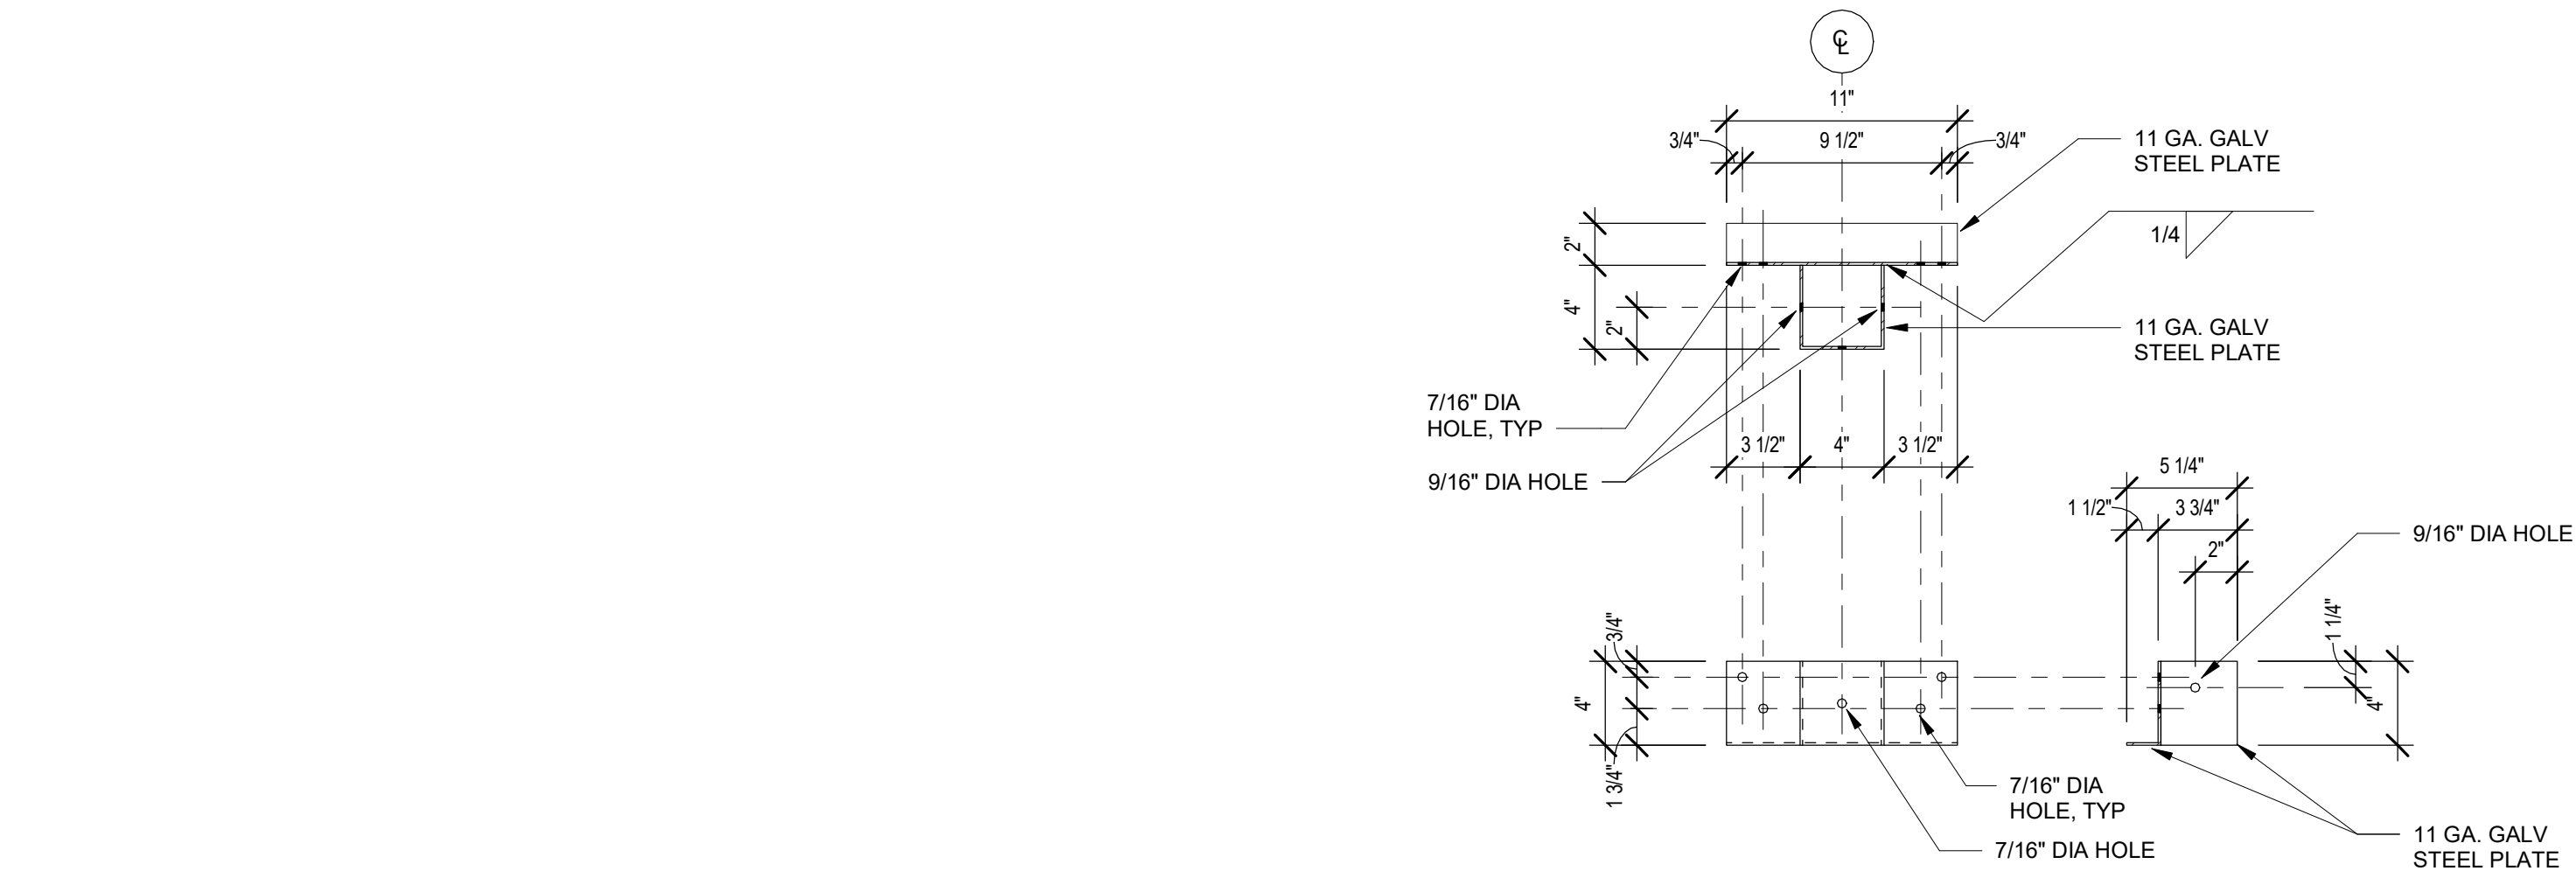 ℄
11"
3/4"
9 1/2"
3/4"
11 GA. GALV
STEEL PLATE
1/4
2"
4"
2"
11 GA. GALV
STEEL PLATE
7/16" DIA
HOLE, TYP
9/16" DIA HOLE
3 1/2"
4"
3 1/2"
5 1/4"
1 1/2"
3 3/4"
2"
9/16" DIA HOLE
3/4"
4"
1 3/4"
1 1/4"
4"
7/16" DIA
HOLE, TYP
7/16" DIA HOLE
11 GA. GALV
STEEL PLATE